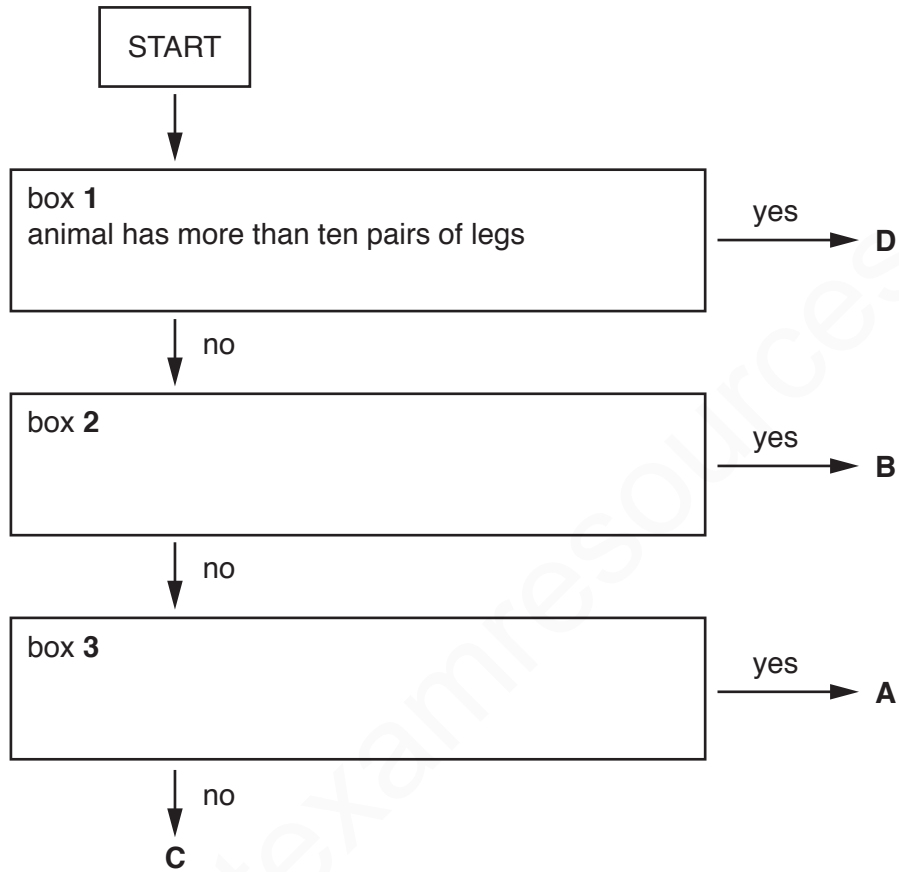 START
box 1
animal has more than ten pairs of legs
yes
D
no
box 2
yes
B
no
box 3
yes
A
no
C